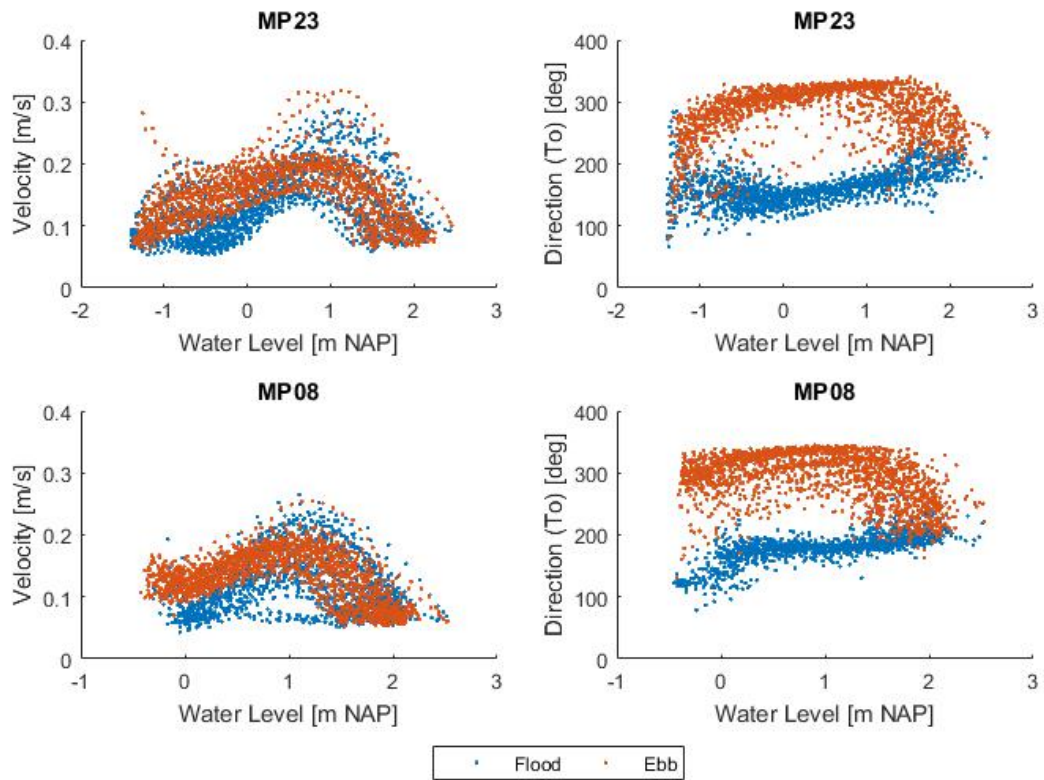 MP23
0.4
0.3
0.2
0.1
0
Velocity [m/s]
-2 -1 0 1 2 3
Water Level [m NAP]
MP23
400
300
200
100
0
Direction (To) [deg]
-2 -1 0 1 2 3
Water Level [m NAP]
MP08
0.4
0.3
0.2
0.1
0
Velocity [m/s]
-1 0 1 2 3
Water Level [m NAP]
MP08
400
300
200
100
0
Direction (To) [deg]
-1 0 1 2 3
Water Level [m NAP]
Flood Ebb